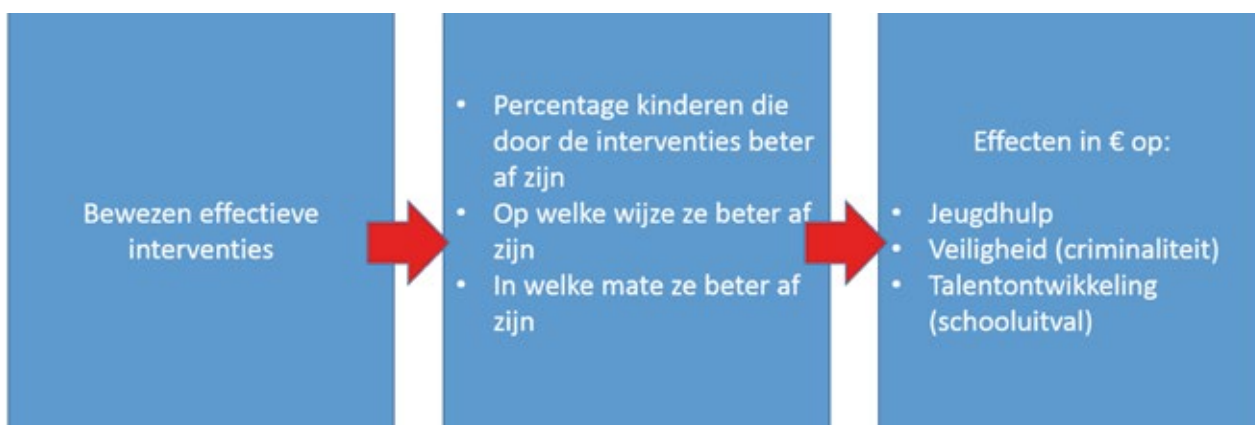 Bewezen effectieve
interventies
• Percentage kinderen die
door de interventies beter
af zijn
• Op welke wijze ze beter af
zijn
• In welke mate ze beter af
zijn
Effecten in € op:
• Jeugdhulp
• Veiligheid (criminaliteit)
• Talentontwikkeling
(schooluitval)